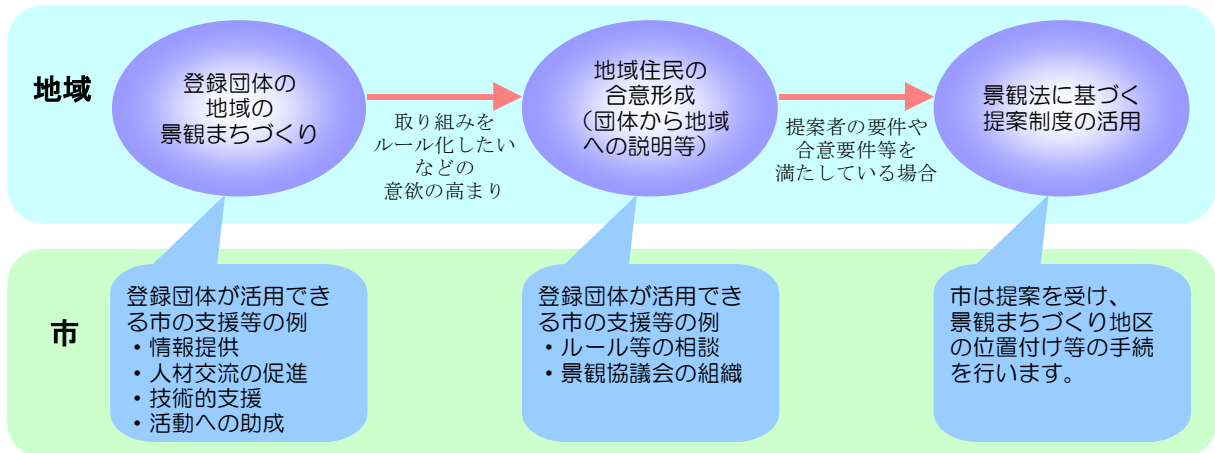 地域
登録団体の
地域の
景観まちづくり
取り組みを
ルール化したい
などの
意欲の高まり
地域住民の
合意形成
（団体から地域
への説明等）
提案者の要件や
合意要件等を
満たしている場合
景観法に基づく
提案制度の活用
市
登録団体が活用でき
る市の支援等の例
・情報提供
・人材交流の促進
・技術的支援
・活動への助成
登録団体が活用でき
る市の支援等の例
・ルール等の相談
・景観協議会の組織
市は提案を受け、
景観まちづくり地区
の位置付け等の手続
を行います。